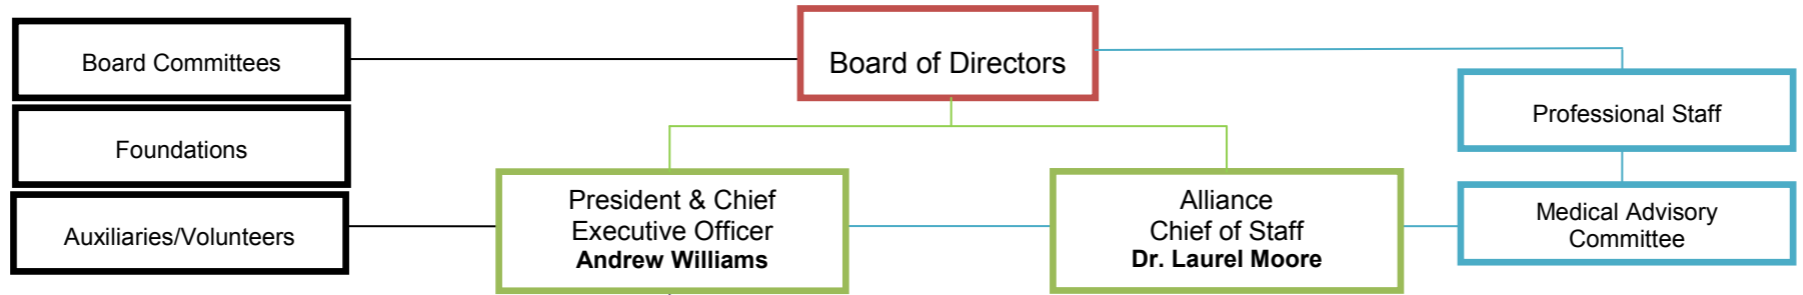 Board Committees
Board of Directors
Professional Staff
Foundations
President & Chief
Executive Officer
Andrew Williams
Alliance
Chief of Staff
Dr. Laurel Moore
Medical Advisory
Committee
Auxiliaries/Volunteers